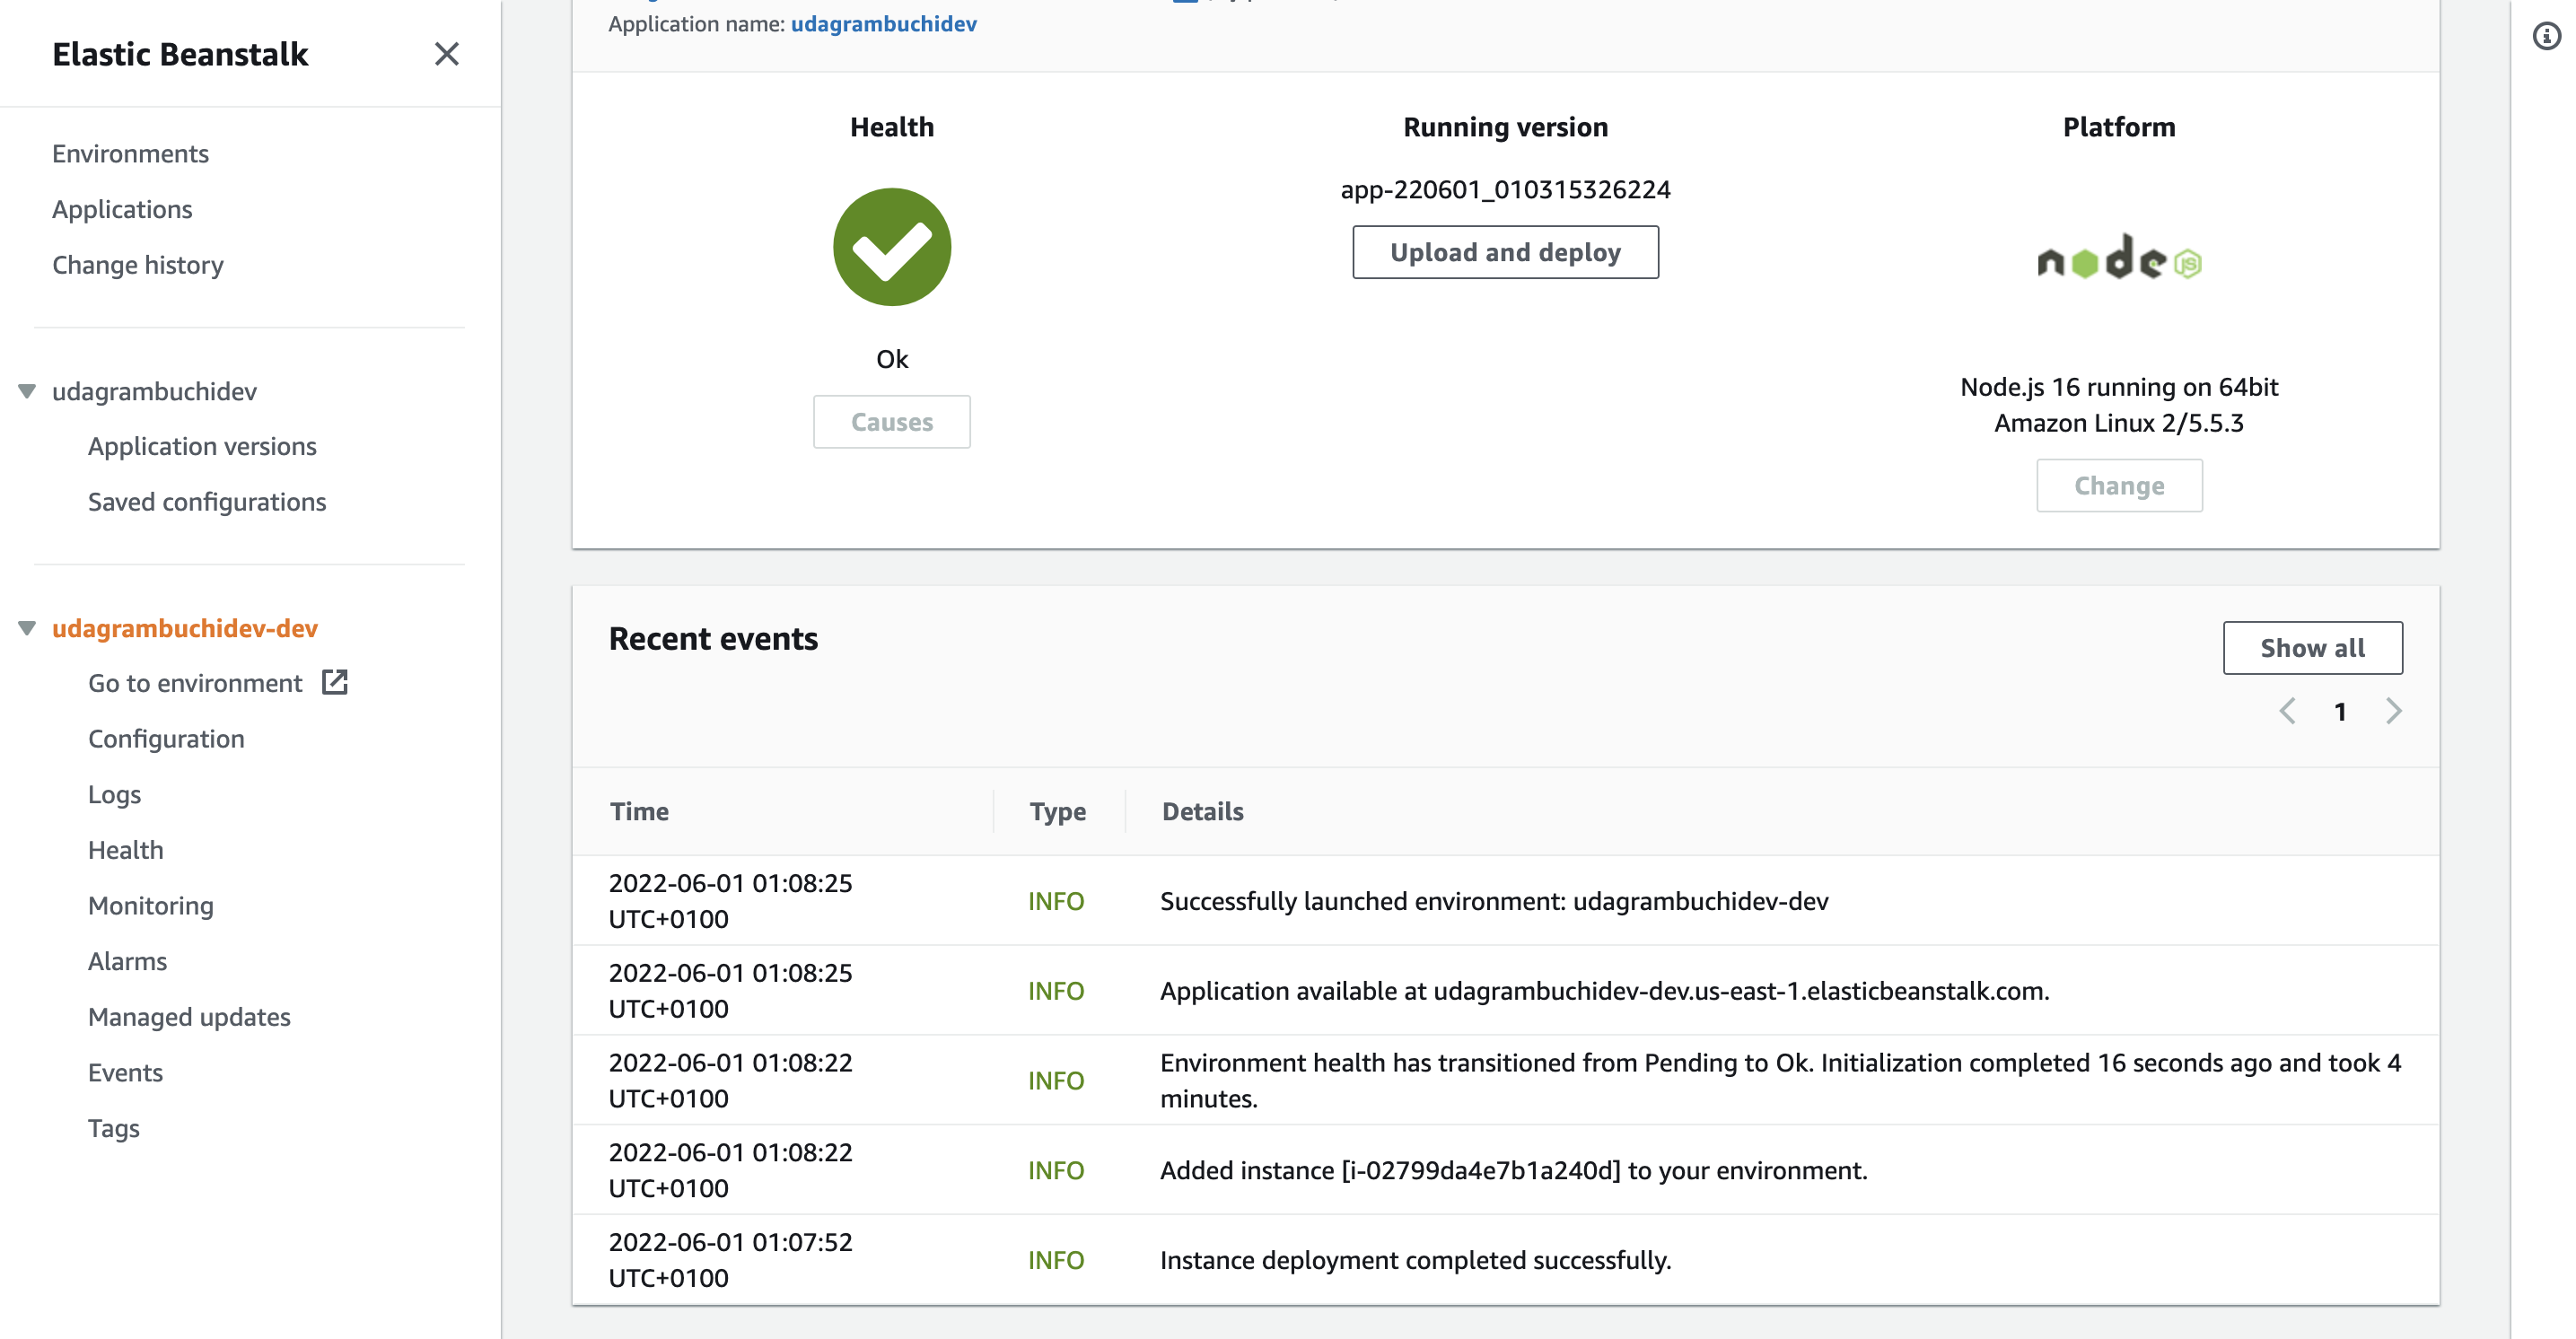 Elastic Beanstalk
Environments
Applications
Change history
udagrambuchidev
Application versions
Saved configurations
udagrambuchidev-dev
Go to environment
Configuration
Logs
Health
Monitoring
Alarms
Managed updates
Events
Tags
Application name: udagrambuchidev
Health
Ok
Causes
Running version
app-220601_010315326224
Upload and deploy
Platform
node
JS
Node.js 16 running on 64bit
Amazon Linux 2/5.5.3
Change
Recent events
Show all
1
Time Type Details
2022-06-01 01:08:25
UTC+0100
INFO
Successfully launched environment: udagrambuchidev-dev
2022-06-01 01:08:25
UTC+0100
INFO
Application available at udagrambuchidev-dev.us-east-1.elasticbeanstalk.com.
2022-06-01 01:08:22
UTC+0100
INFO
Environment health has transitioned from Pending to Ok. Initialization completed 16 seconds ago and took 4
minutes.
2022-06-01 01:08:22
UTC+0100
INFO
Added instance [i-02799da4e7b1a240d] to your environment.
2022-06-01 01:07:52
UTC+0100
INFO
Instance deployment completed successfully.